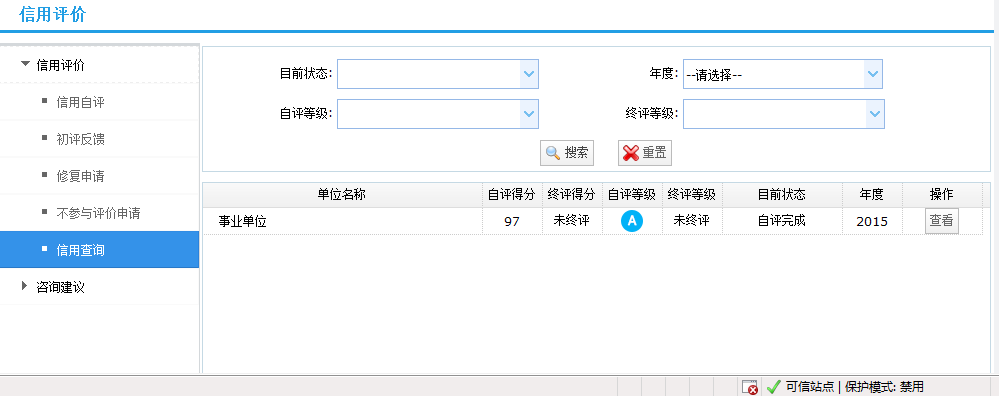 信用评价
信用评价
信用自评
初评反馈
修复申请
不参与评价申请
信用查询
咨询建议
目前状态: 年度: --请选择--
自评等级: 终评等级:
搜索 重置
单位名称 自评得分 终评得分 自评等级 终评等级 目前状态 年度 操作
事业单位 97 未终评 A 未终评 自评完成 2015 查看
可信站点 | 保护模式: 禁用